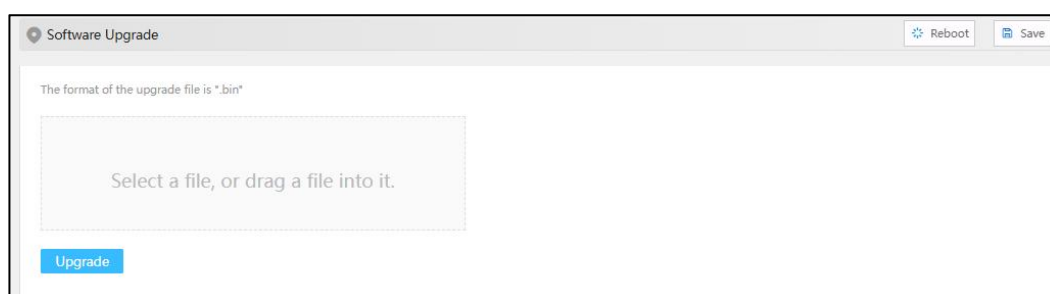 Software Upgrade
Reboot
Save
The format of the upgrade file is ".bin"
Select a file, or drag a file into it.
Upgrade